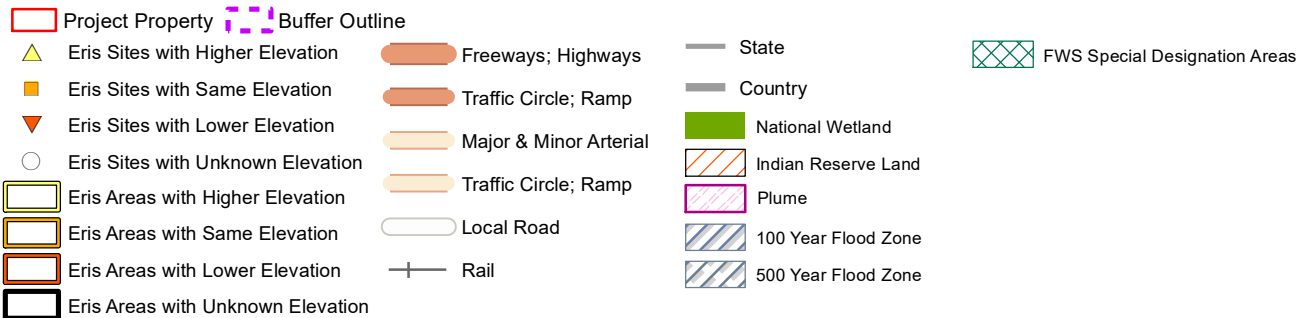 Project Property
Buffer Outline
Eris Sites with Higher Elevation
Eris Sites with Same Elevation
Eris Sites with Lower Elevation
Eris Sites with Unknown Elevation
Eris Areas with Higher Elevation
Eris Areas with Same Elevation
Eris Areas with Lower Elevation
Eris Areas with Unknown Elevation
Freeways; Highways
Traffic Circle; Ramp
Major & Minor Arterial
Traffic Circle; Ramp
Local Road
Rail
State
Country
National Wetland
Indian Reserve Land
Plume
100 Year Flood Zone
500 Year Flood Zone
FWS Special Designation Areas